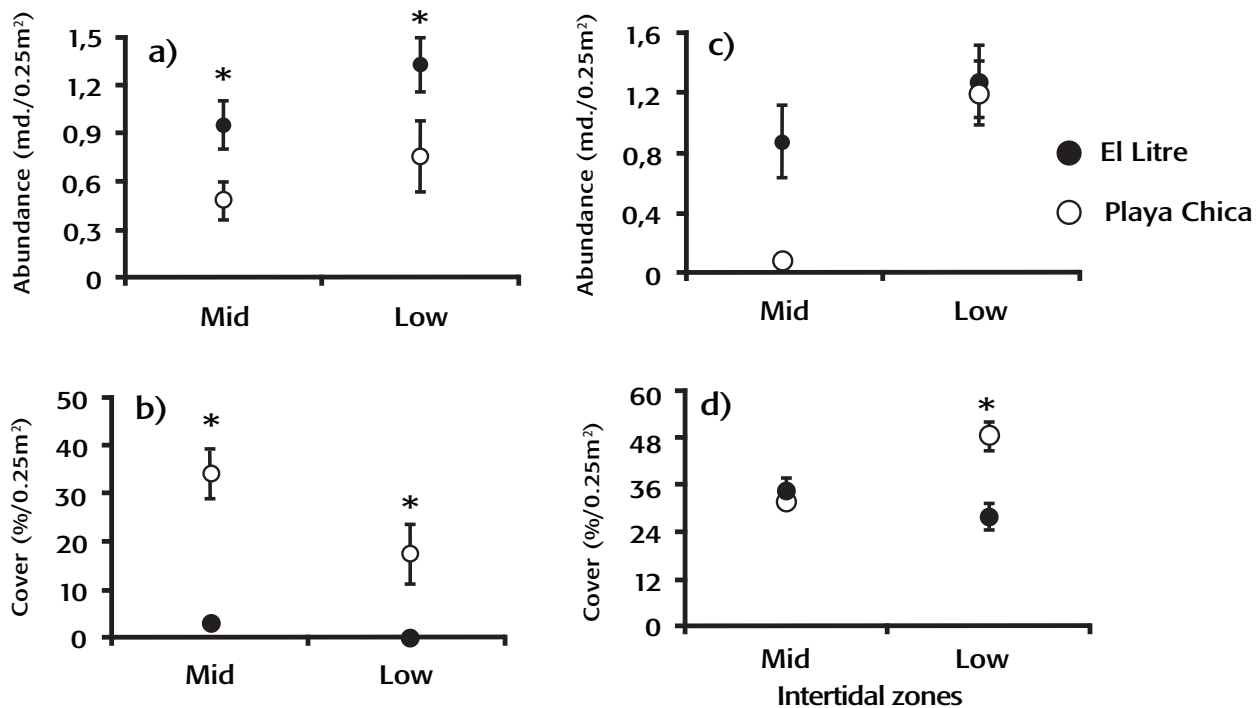 a)
Abundance (md./0.25m²)
1,5
1,2
0,9
0,6
0,3
0
*
*
Mid Low
c)
Abundance (md./0.25m²)
1,6
1,2
0,8
0,4
0
Mid Low
El Litre
Playa Chica
b)
Cover (%/0.25m²)
50
40
30
20
10
0
*
*
Mid Low
d)
Cover (%/0.25m²)
60
48
36
24
12
0
*
Mid Low
Intertidal zones